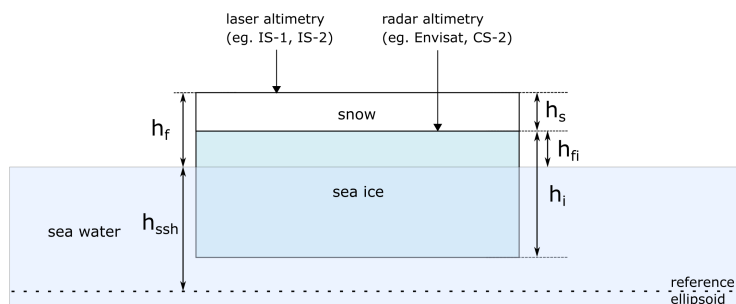 laser altimetry
(eg. IS-1, IS-2)
radar altimetry
(eg. Envisat, CS-2)
snow
hs
hf
hfi
sea ice
hi
hssh
sea water
reference
ellipsoid